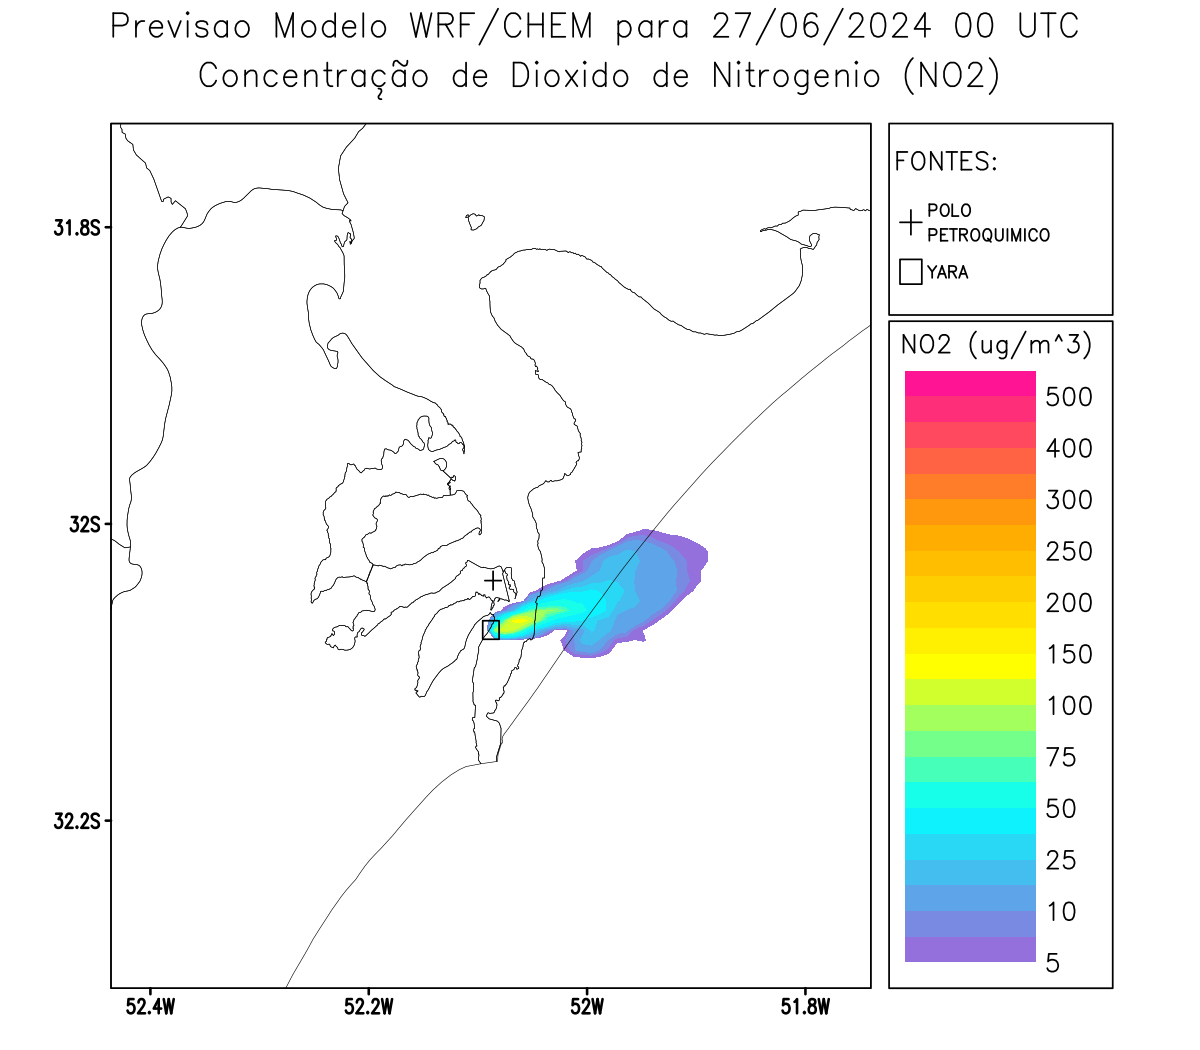 Previsao Modelo WRF/CHEM para 27/06/2024 00 UTC
Concentração de Dioxido de Nitrogenio (NO2)
FONTES:
POLO
PETROQUIMICO
YARA
NO2 (ug/m^3)
500
400
300
250
200
150
100
75
50
25
10
5
31.8S
32S
32.2S
52.4W
52.2W
52W
51.8W